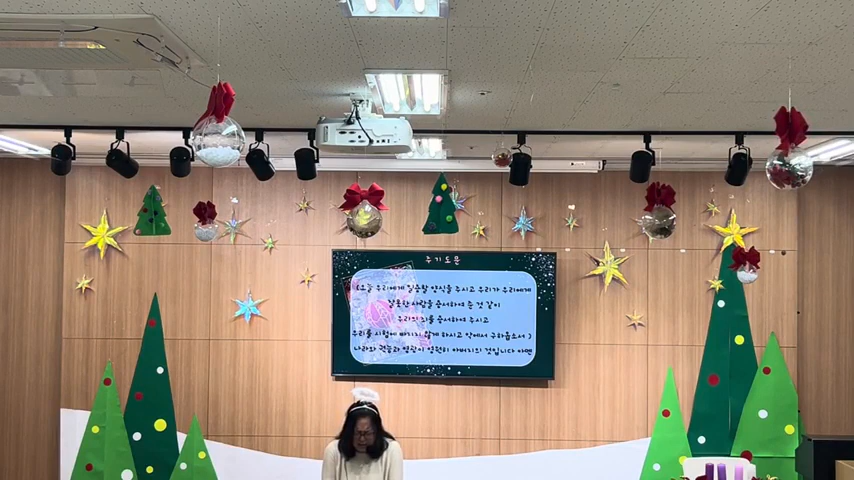 주기도문
(오늘 우리에게 일용할 양식을 주시고 우리가 우리에게
잘못한 사람을 용서하여 준 것 같이
우리의 죄를 용서하여 주시고
우리를 시험에 빠지지 않게 하시고 악에서 구하옵소서 )
나라와 권능과 영광이 영원히 아버지의 것입니다 아멘